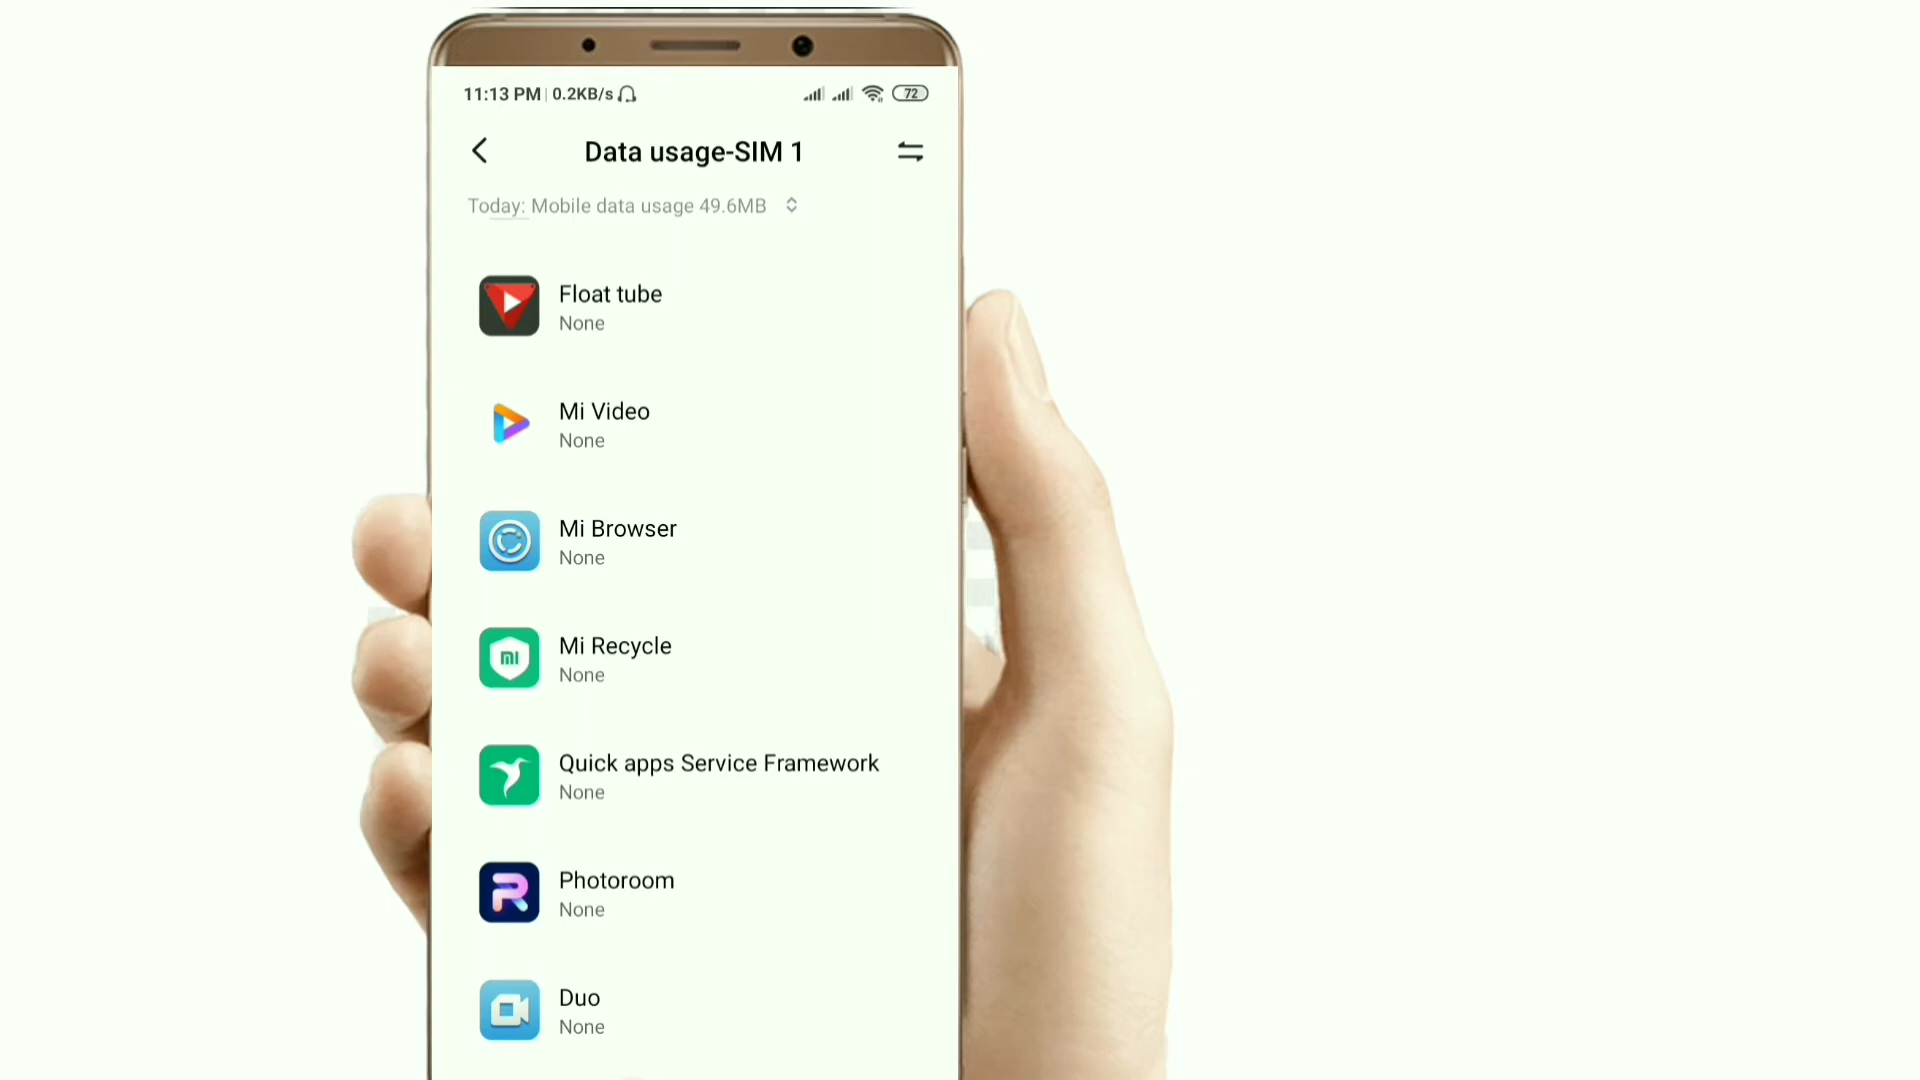 11:13 PM 0.2KB/s 72
Data usage-SIM 1
Today: Mobile data usage 49.6MB
Float tube
None
Mi Video
None
Mi Browser
None
Mi Recycle
None
Quick apps Service Framework
None
Photoroom
None
Duo
None